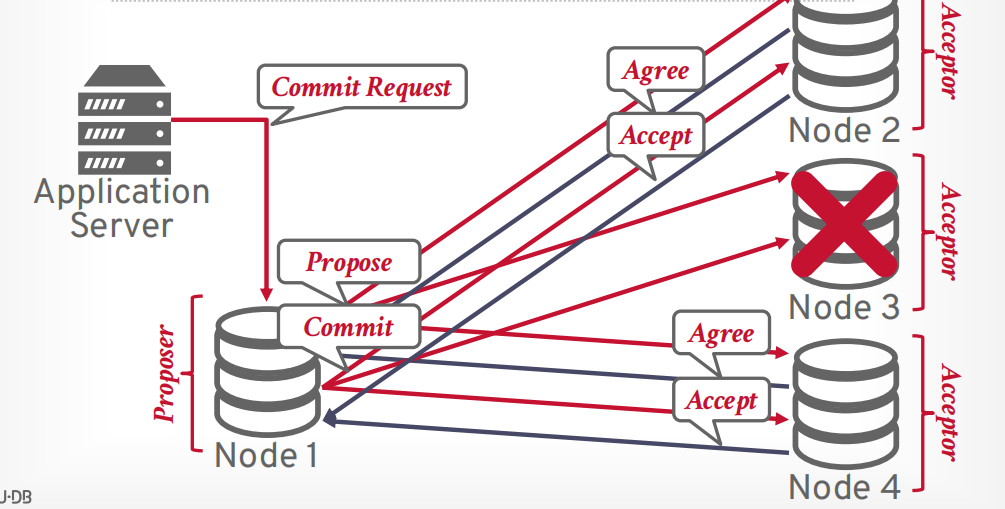 Commit Request
Application
Server
Agree
Accept
Node 2
Acceptor
Propose
Commit
Proposer
Node 1
Node 3
Acceptor
Agree
Accept
Node 4
Acceptor
U·DB